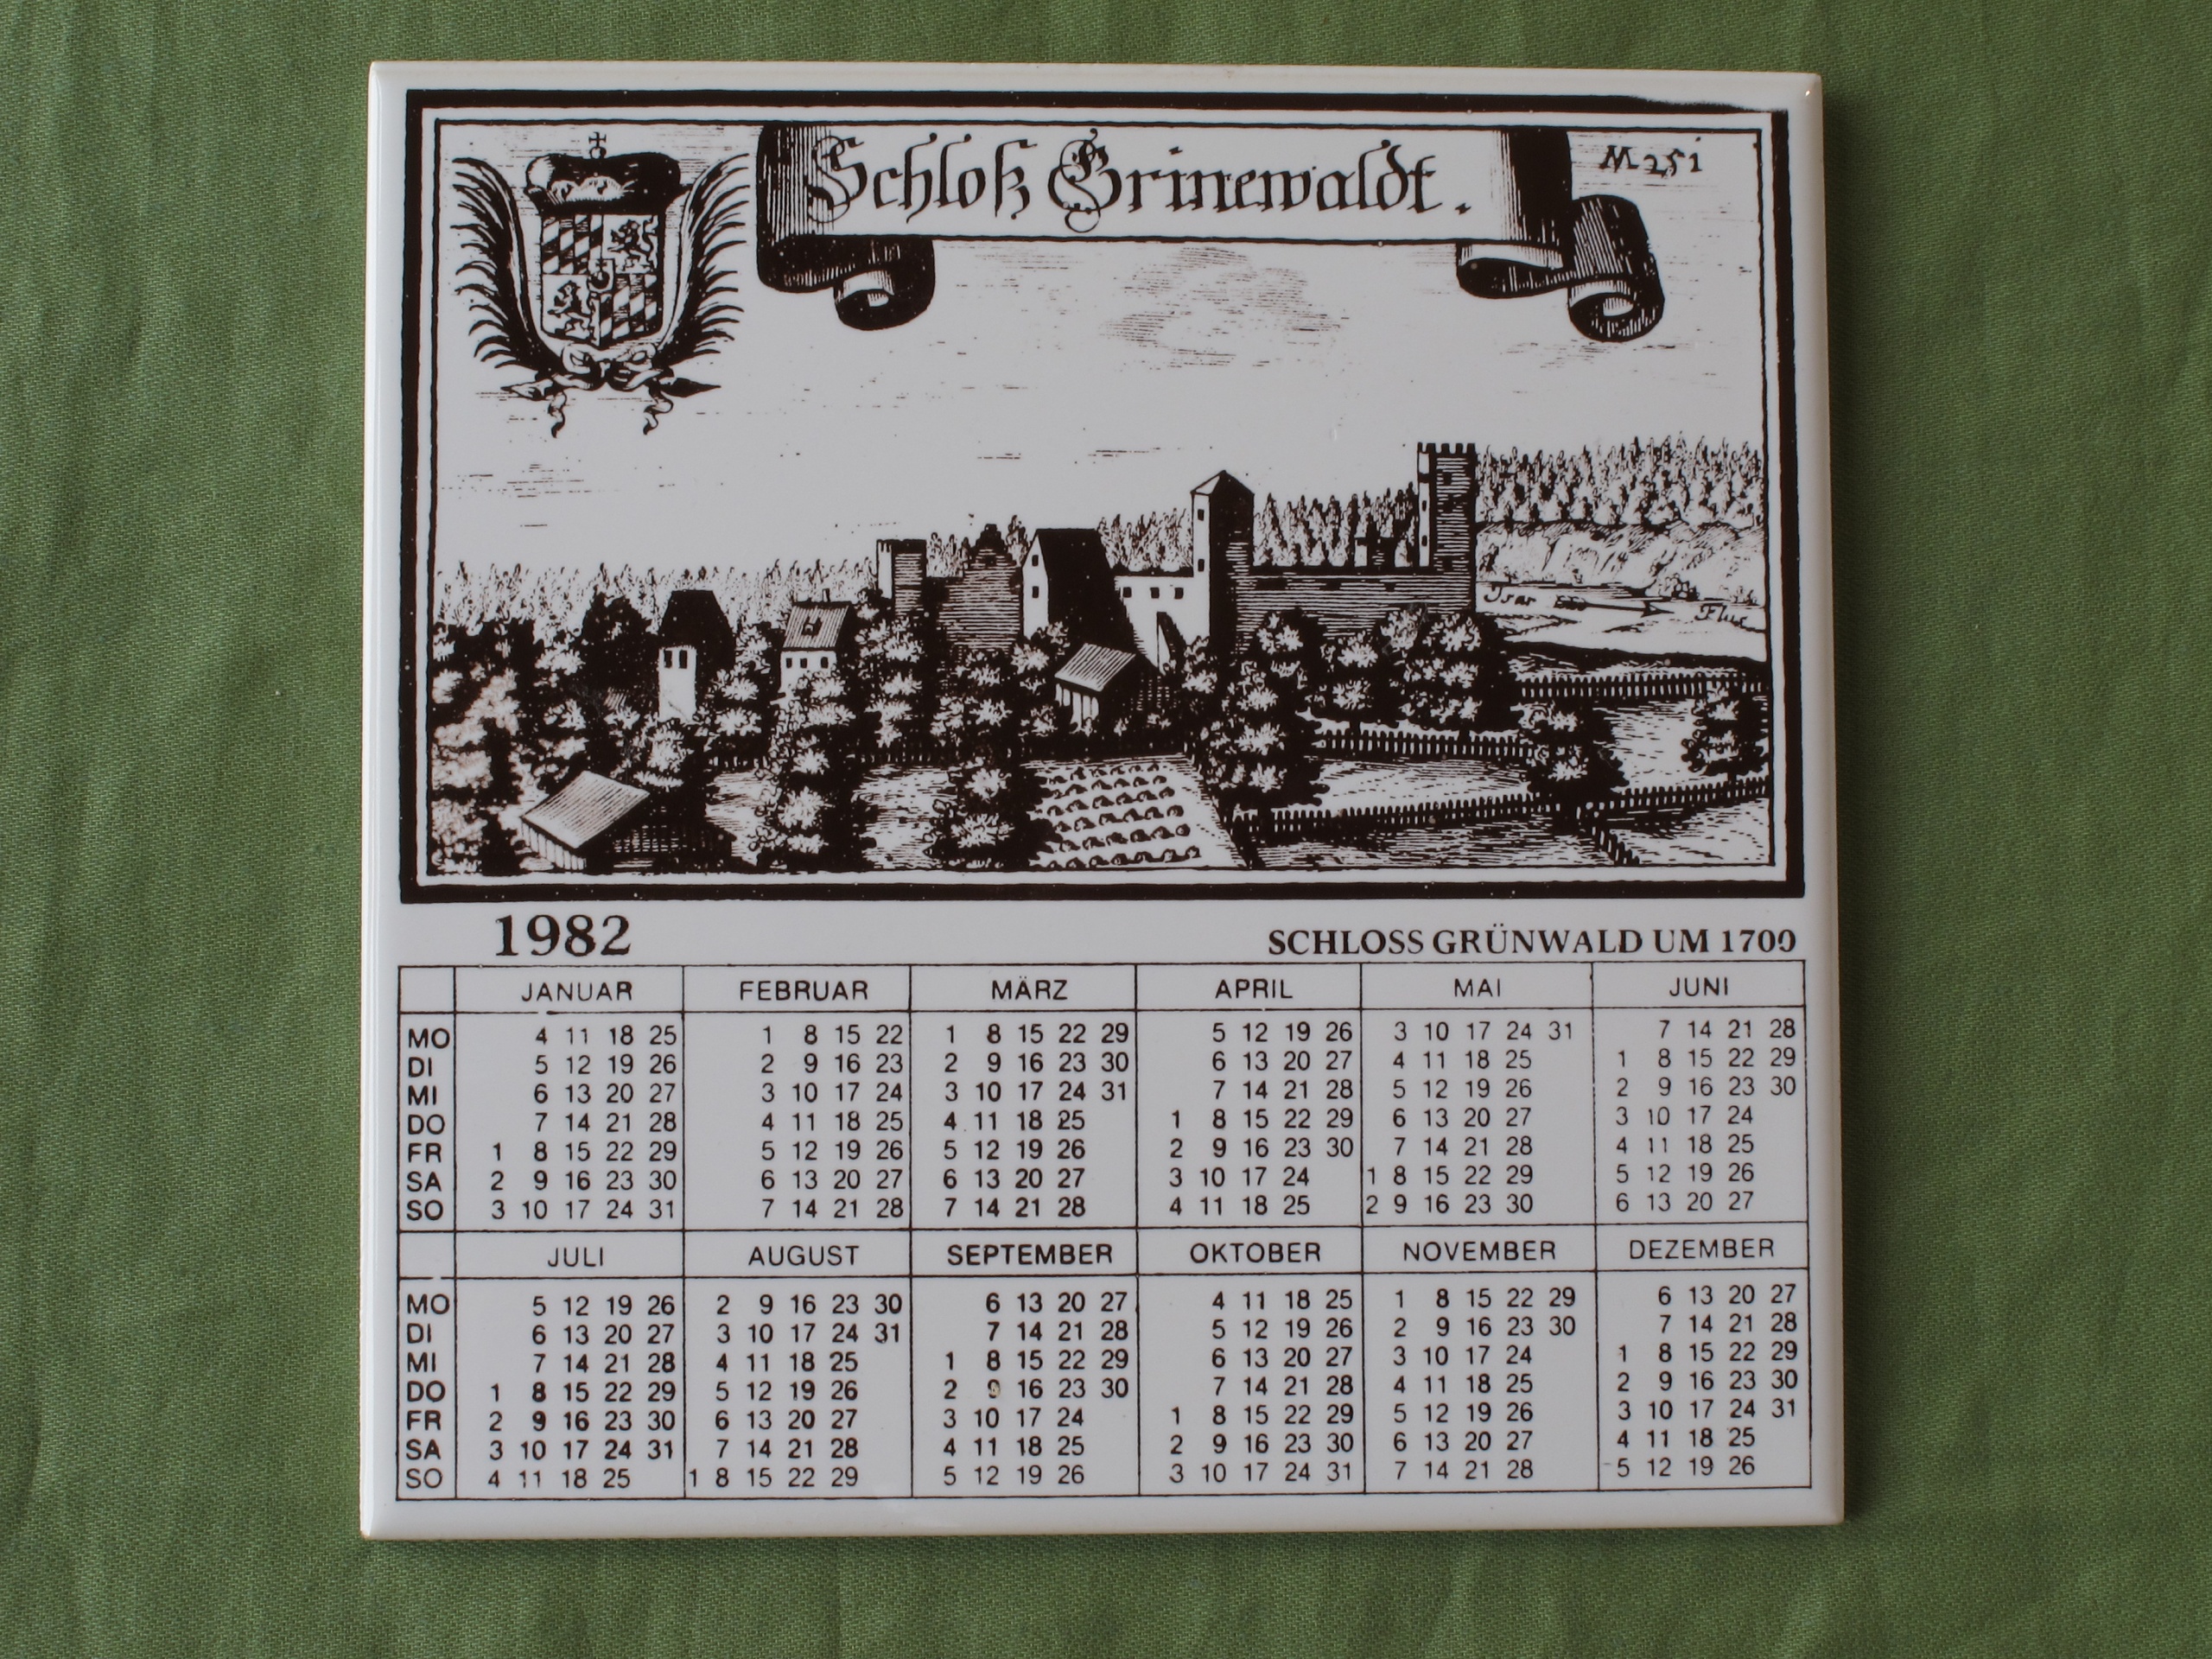 Schloß Grinewaldt.
M 251
Isar Flus
1982
SCHLOSS GRÜNWALD UM 1700
JANUAR FEBRUAR MÄRZ APRIL MAI JUNI
MO 4 11 18 25 1 8 15 22 1 8 15 22 29 5 12 19 26 3 10 17 24 31 7 14 21 28
DI 5 12 19 26 2 9 16 23 2 9 16 23 30 6 13 20 27 4 11 18 25 1 8 15 22 29
MI 6 13 20 27 3 10 17 24 3 10 17 24 31 7 14 21 28 5 12 19 26 2 9 16 23 30
DO 7 14 21 28 4 11 18 25 4 11 18 25 1 8 15 22 29 6 13 20 27 3 10 17 24
FR 1 8 15 22 29 5 12 19 26 5 12 19 26 2 9 16 23 30 7 14 21 28 4 11 18 25
SA 2 9 16 23 30 6 13 20 27 6 13 20 27 3 10 17 24 1 8 15 22 29 5 12 19 26
SO 3 10 17 24 31 7 14 21 28 7 14 21 28 4 11 18 25 2 9 16 23 30 6 13 20 27
JULI AUGUST SEPTEMBER OKTOBER NOVEMBER DEZEMBER
MO 5 12 19 26 2 9 16 23 30 6 13 20 27 4 11 18 25 1 8 15 22 29 6 13 20 27
DI 6 13 20 27 3 10 17 24 31 7 14 21 28 5 12 19 26 2 9 16 23 30 7 14 21 28
MI 7 14 21 28 4 11 18 25 1 8 15 22 29 6 13 20 27 3 10 17 24 1 8 15 22 29
DO 1 8 15 22 29 5 12 19 26 2 9 16 23 30 7 14 21 28 4 11 18 25 2 9 16 23 30
FR 2 9 16 23 30 6 13 20 27 3 10 17 24 1 8 15 22 29 5 12 19 26 3 10 17 24 31
SA 3 10 17 24 31 7 14 21 28 4 11 18 25 2 9 16 23 30 6 13 20 27 4 11 18 25
SO 4 11 18 25 1 8 15 22 29 5 12 19 26 3 10 17 24 31 7 14 21 28 5 12 19 26